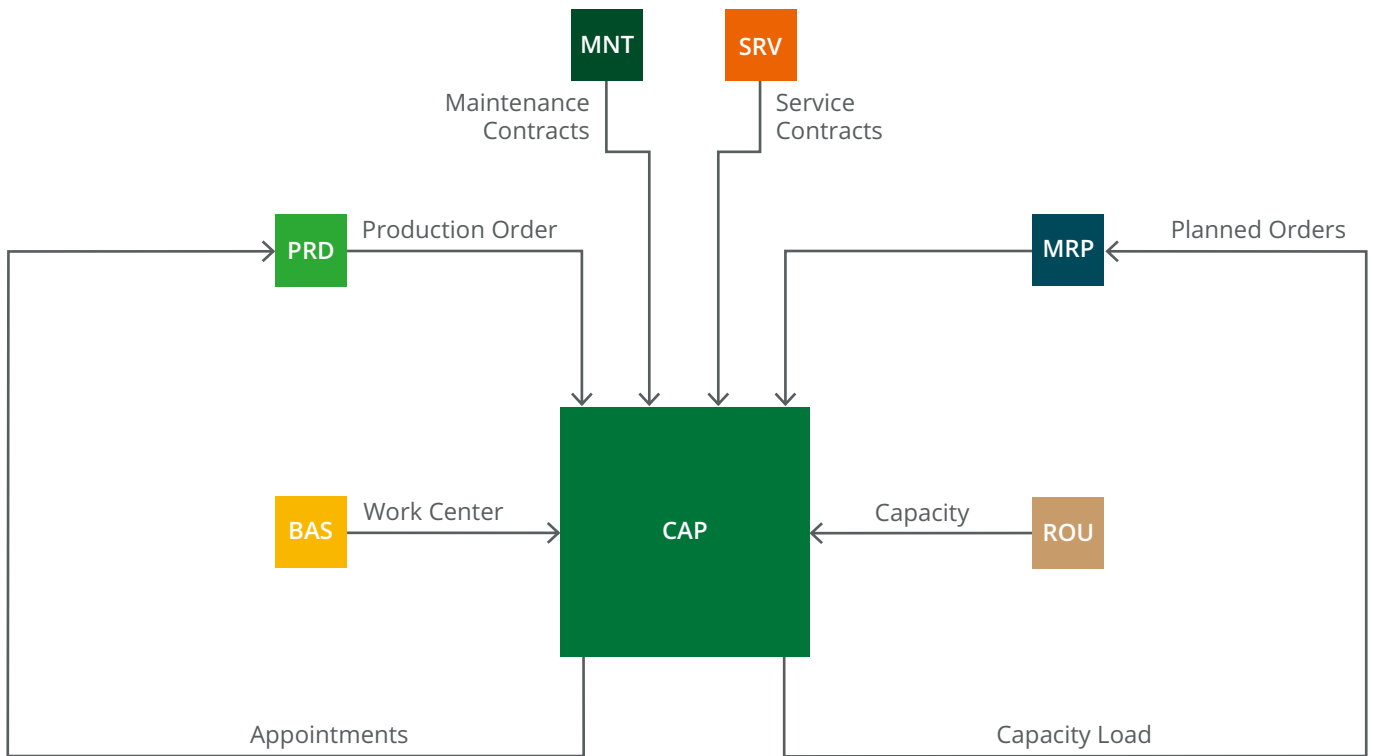 MNT
SRV
Maintenance
Contracts
Service
Contracts
PRD
Production Order
MRP
Planned Orders
BAS
Work Center
CAP
Capacity
ROU
Appointments
Capacity Load